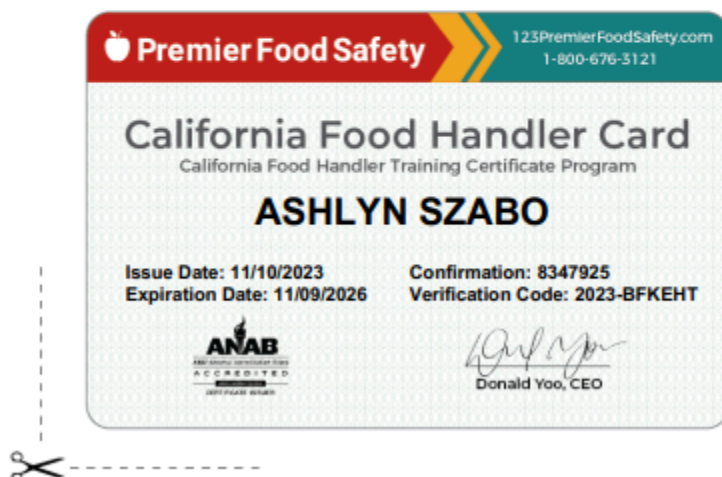 Premier Food Safety
123PremierFoodSafety.com
1-800-676-3121
California Food Handler Card
California Food Handler Training Certificate Program
ASHLYN SZABO
Issue Date: 11/10/2023
Confirmation: 8347925
Expiration Date: 11/09/2026
Verification Code: 2023-BFKEHT
ANAB
ACCREDITED
CERTIFICATE ISSUER
Donald Yoo, CEO